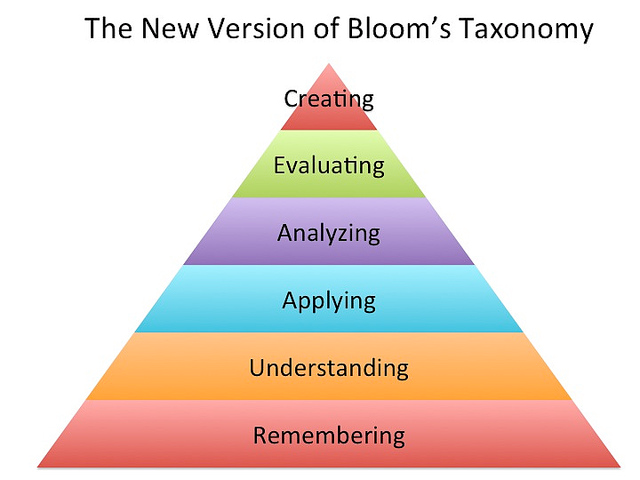 The New Version of Bloom’s Taxonomy
Creating
Evaluating
Analyzing
Applying
Understanding
Remembering